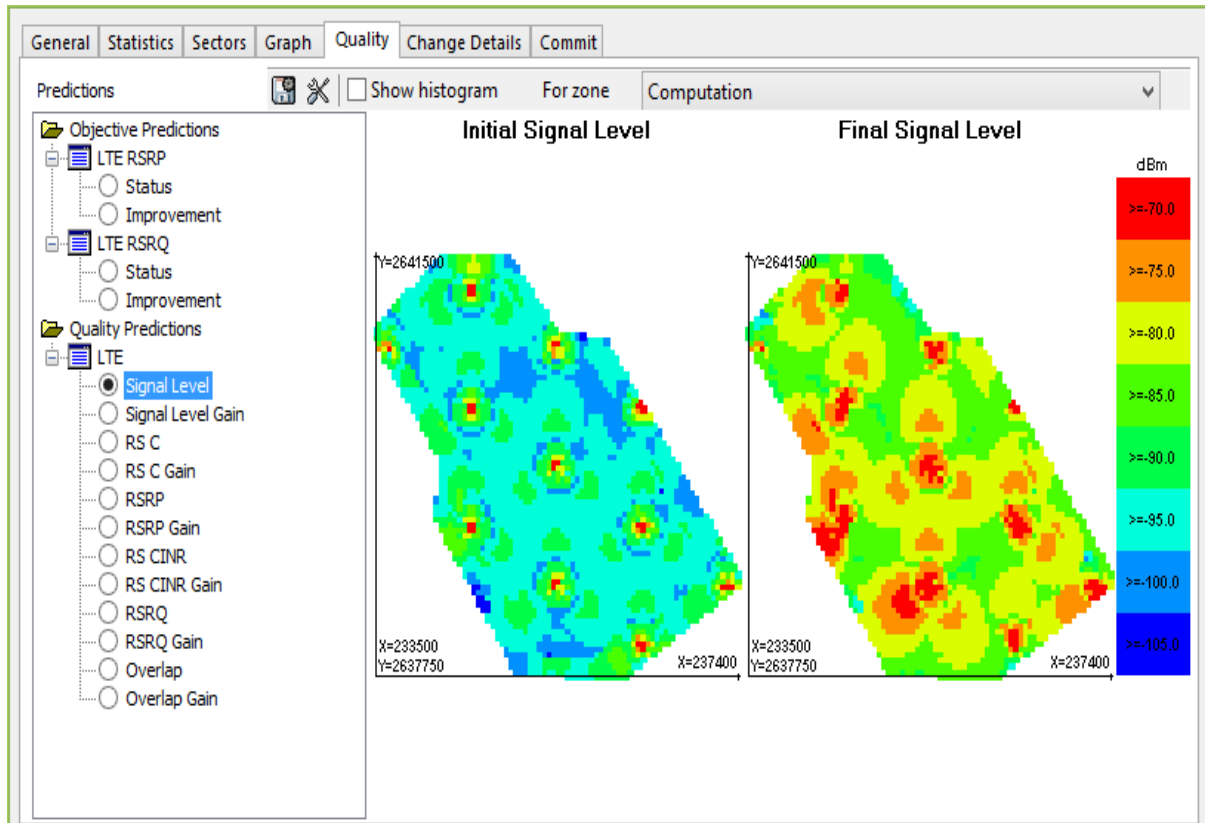 General Statistics Sectors Graph Quality Change Details Commit
Predictions Show histogram For zone Computation
Objective Predictions
LTE RSRP
Status
Improvement
LTE RSRQ
Status
Improvement
Quality Predictions
LTE
Signal Level
Signal Level Gain
RS C
RS C Gain
RSRP
RSRP Gain
RS CINR
RS CINR Gain
RSRQ
RSRQ Gain
Overlap
Overlap Gain
Initial Signal Level
Y=2641500
X=233500
Y=2637750
X=237400
Final Signal Level
Y=2641500
X=233500
Y=2637750
X=237400
dBm
>=-70.0
>=-75.0
>=-80.0
>=-85.0
>=-90.0
>=-95.0
>=-100.0
>=-105.0